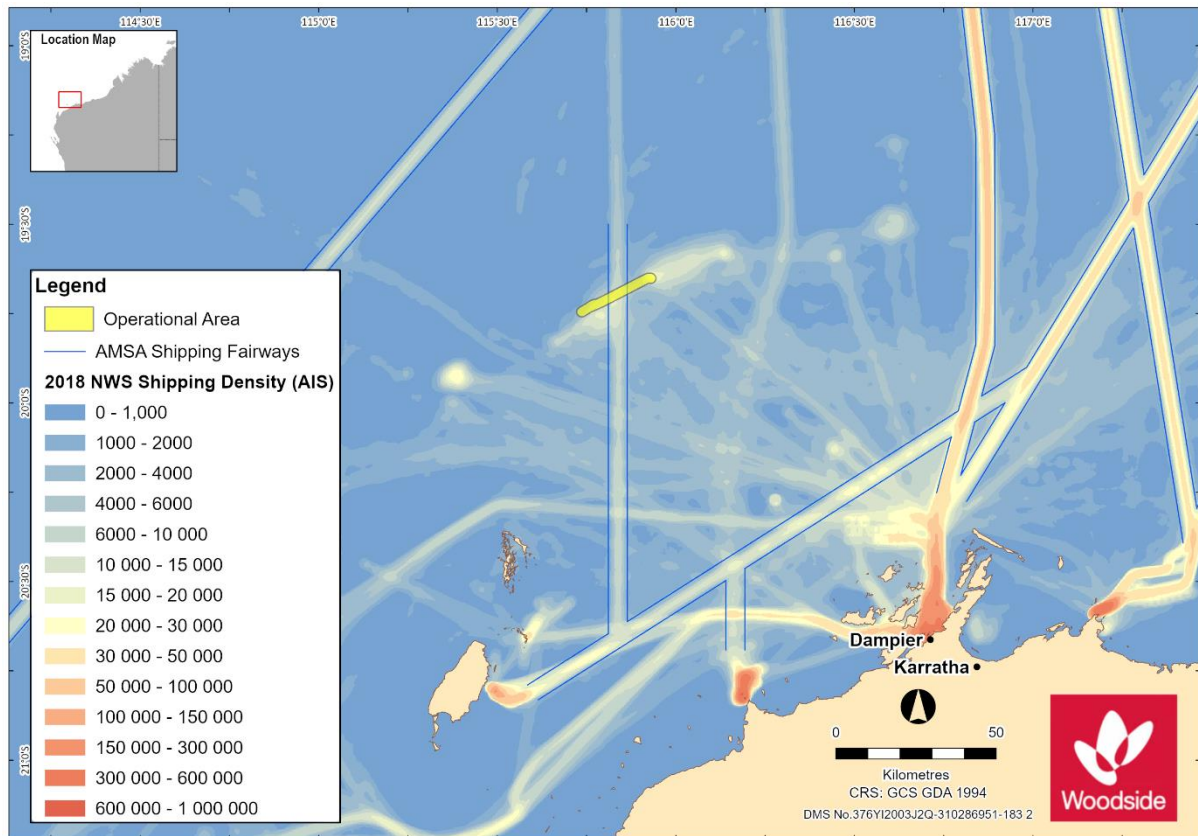 114°30'E
115°0'E
115°30'E
116°0'E
116°30'E
117°0'E
Location Map
19°0'S
19°30'S
20°0'S
20°30'S
21°0'S
Legend
Operational Area
AMSA Shipping Fairways
2018 NWS Shipping Density (AIS)
0 - 1,000
1000 - 2000
2000 - 4000
4000 - 6000
6000 - 10 000
10 000 - 15 000
15 000 - 20 000
20 000 - 30 000
30 000 - 50 000
50 000 - 100 000
100 000 - 150 000
150 000 - 300 000
300 000 - 600 000
600 000 - 1 000 000
Dampier
Karratha
0 50
Kilometres
CRS: GCS GDA 1994
DMS No.376YI2003J2Q-310286951-183 2
Woodside